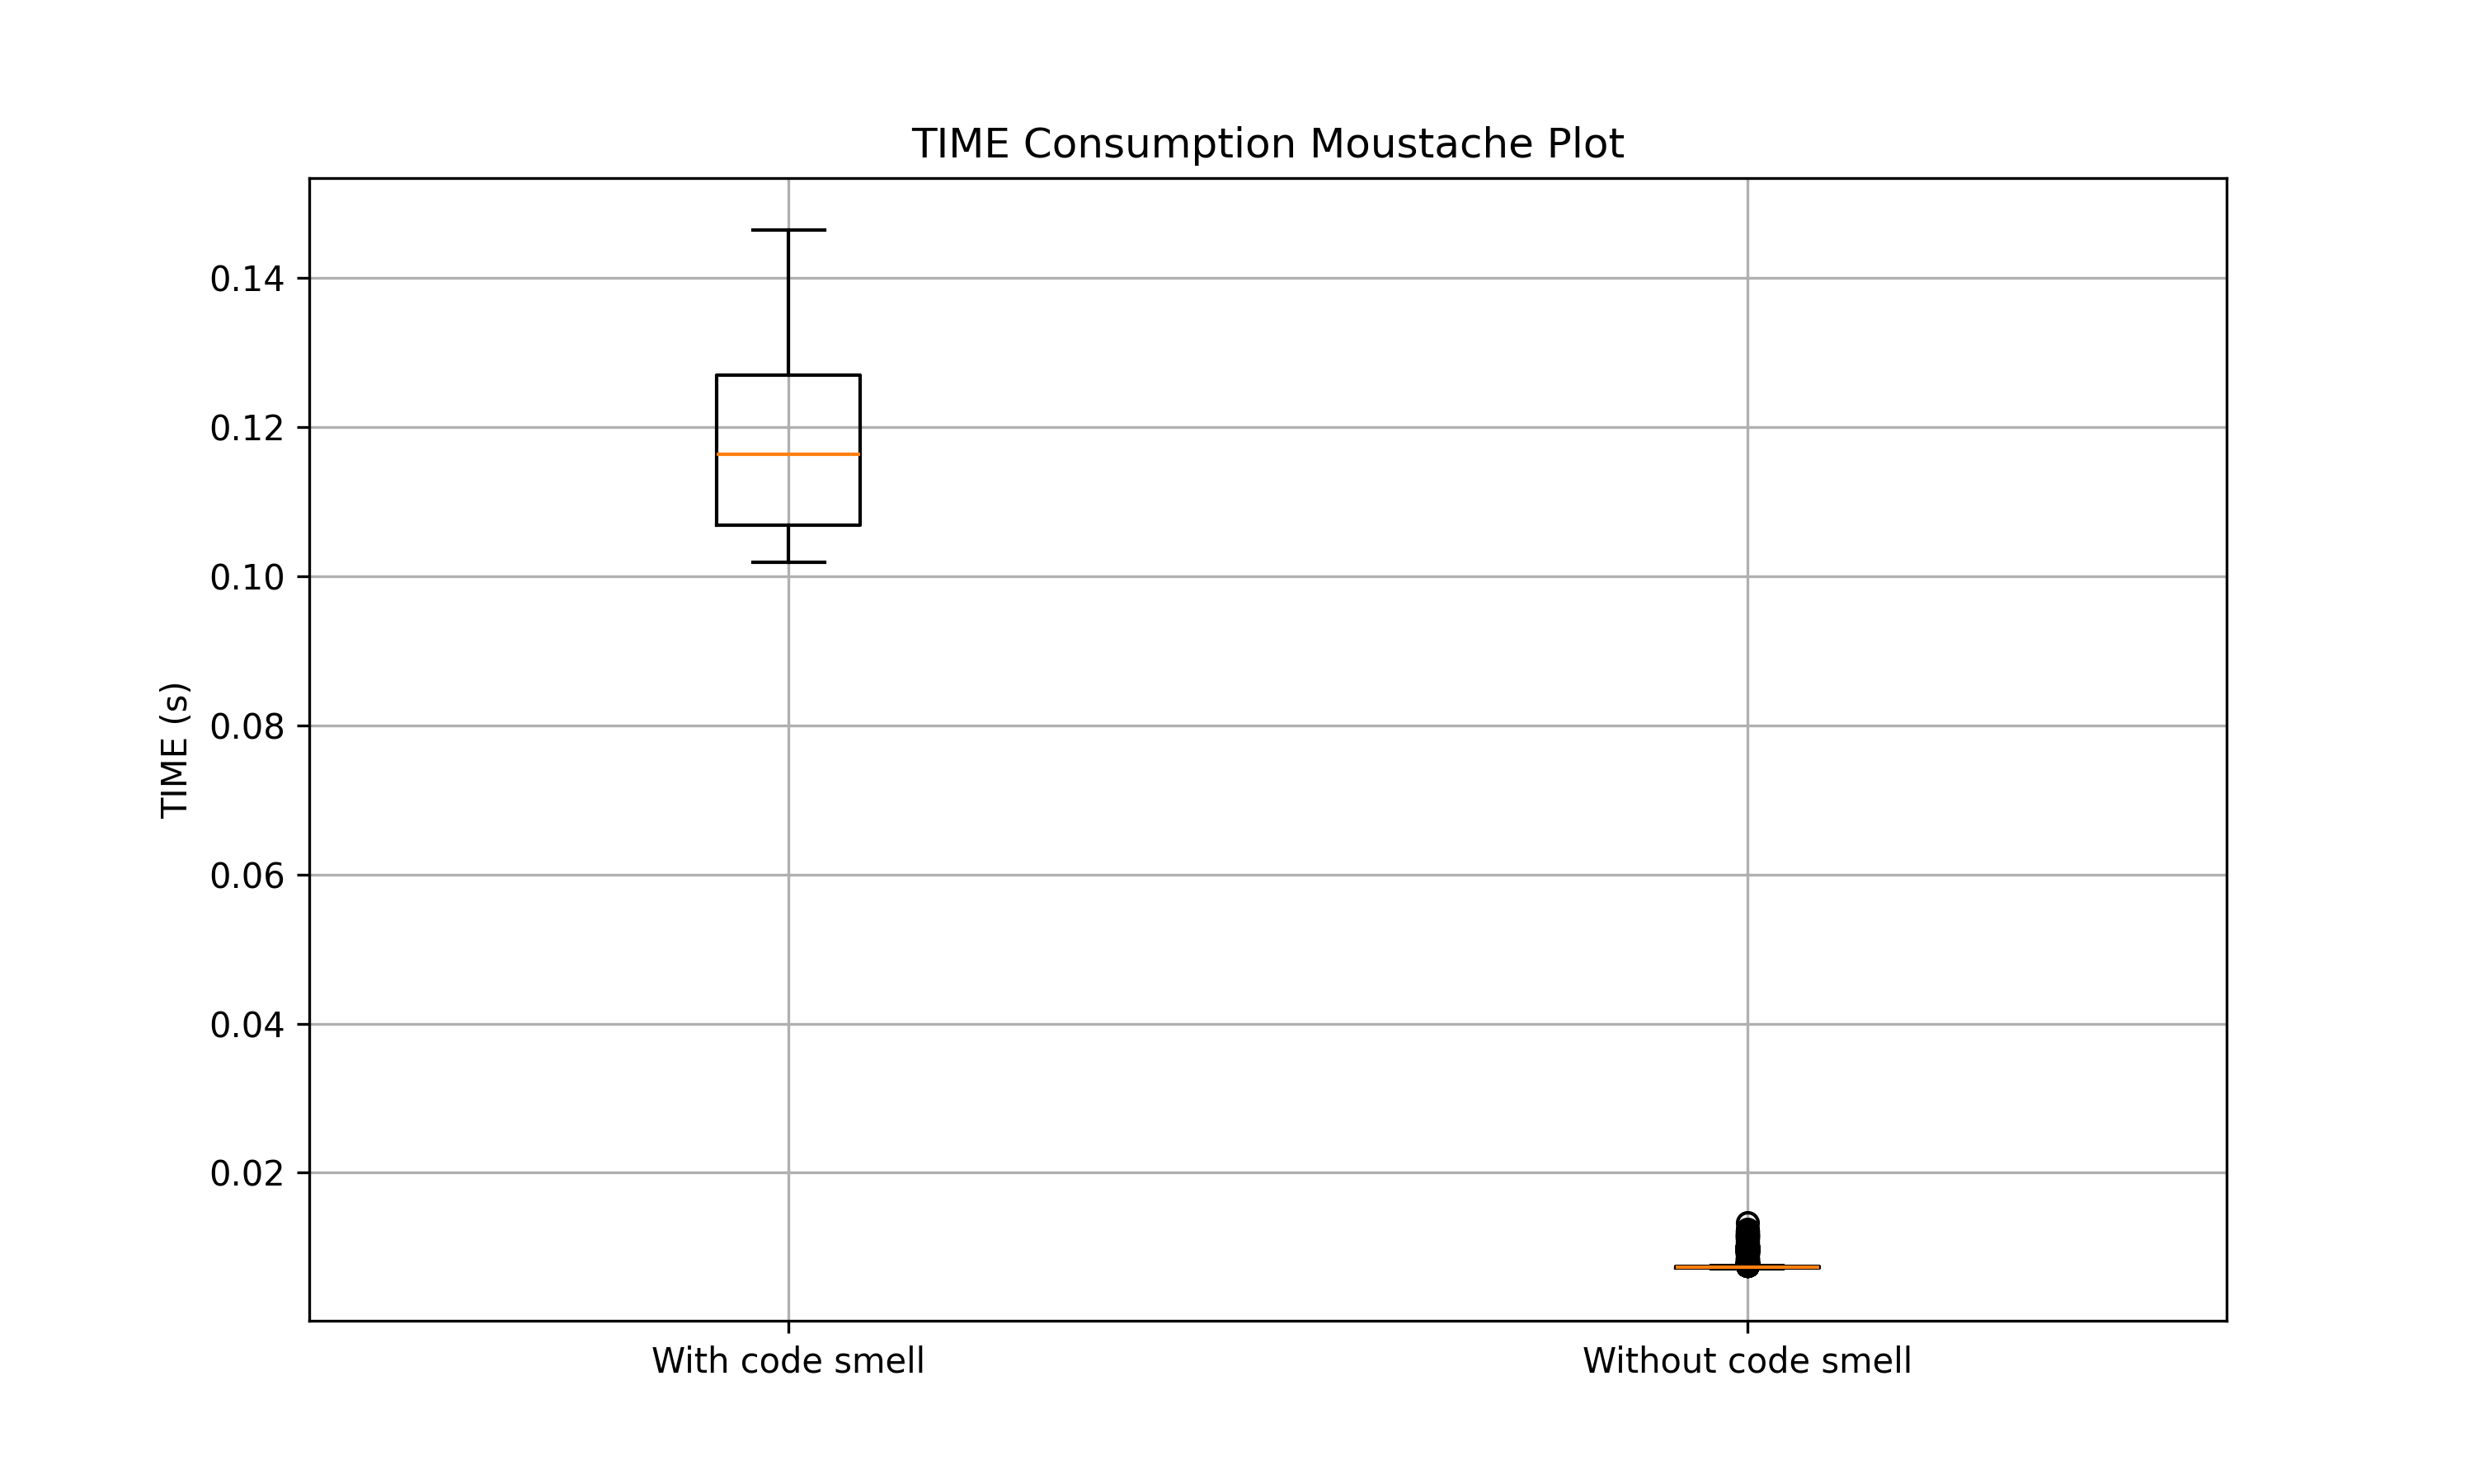 TIME Consumption Moustache Plot
TIME (s)
0.14
0.12
0.10
0.08
0.06
0.04
0.02
With code smell
Without code smell